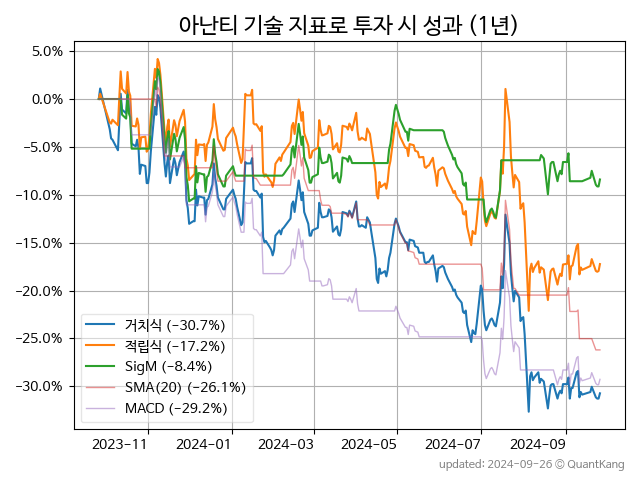 아난티 기술 지표로 투자 시 성과 (1년)
5.0%
0.0%
−5.0%
−10.0%
−15.0%
−20.0%
−25.0%
−30.0%
거치식 (−30.7%)
적립식 (−17.2%)
SigM (−8.4%)
SMA(20) (−26.1%)
MACD (−29.2%)
2023-11 2024-01 2024-03 2024-05 2024-07 2024-09
updated: 2024-09-26 © QuantKang